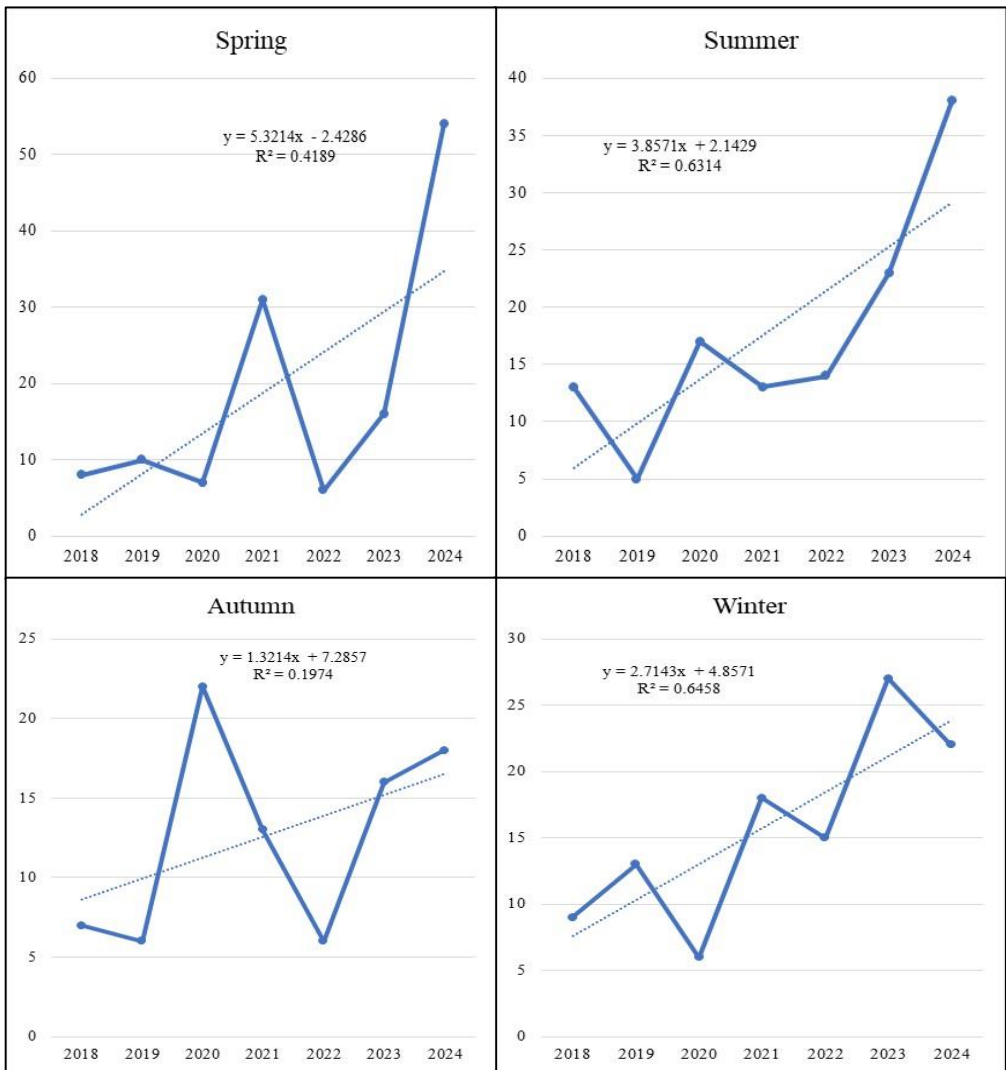 Spring
60
50
40
30
20
10
0
y = 5.3214x - 2.4286
R² = 0.4189
2018 2019 2020 2021 2022 2023 2024
Summer
40
35
30
25
20
15
10
5
0
y = 3.8571x + 2.1429
R² = 0.6314
2018 2019 2020 2021 2022 2023 2024
Autumn
25
20
15
10
5
0
y = 1.3214x + 7.2857
R² = 0.1974
2018 2019 2020 2021 2022 2023 2024
Winter
30
25
20
15
10
5
0
y = 2.7143x + 4.8571
R² = 0.6458
2018 2019 2020 2021 2022 2023 2024